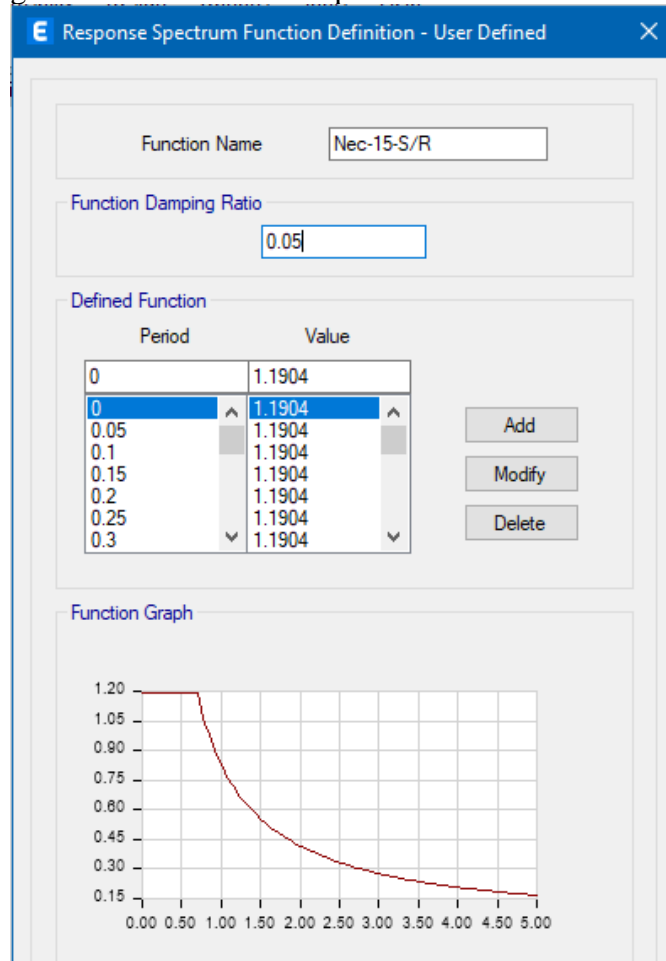 E Response Spectrum Function Definition - User Defined
Function Name Nec-15-S/R
Function Damping Ratio
0.05
Defined Function
Period Value
0 1.1904
0 1.1904
0.05 1.1904
0.1 1.1904
0.15 1.1904
0.2 1.1904
0.25 1.1904
0.3 1.1904
Add
Modify
Delete
Function Graph
1.20
1.05
0.90
0.75
0.60
0.45
0.30
0.15
0.00 0.50 1.00 1.50 2.00 2.50 3.00 3.50 4.00 4.50 5.00